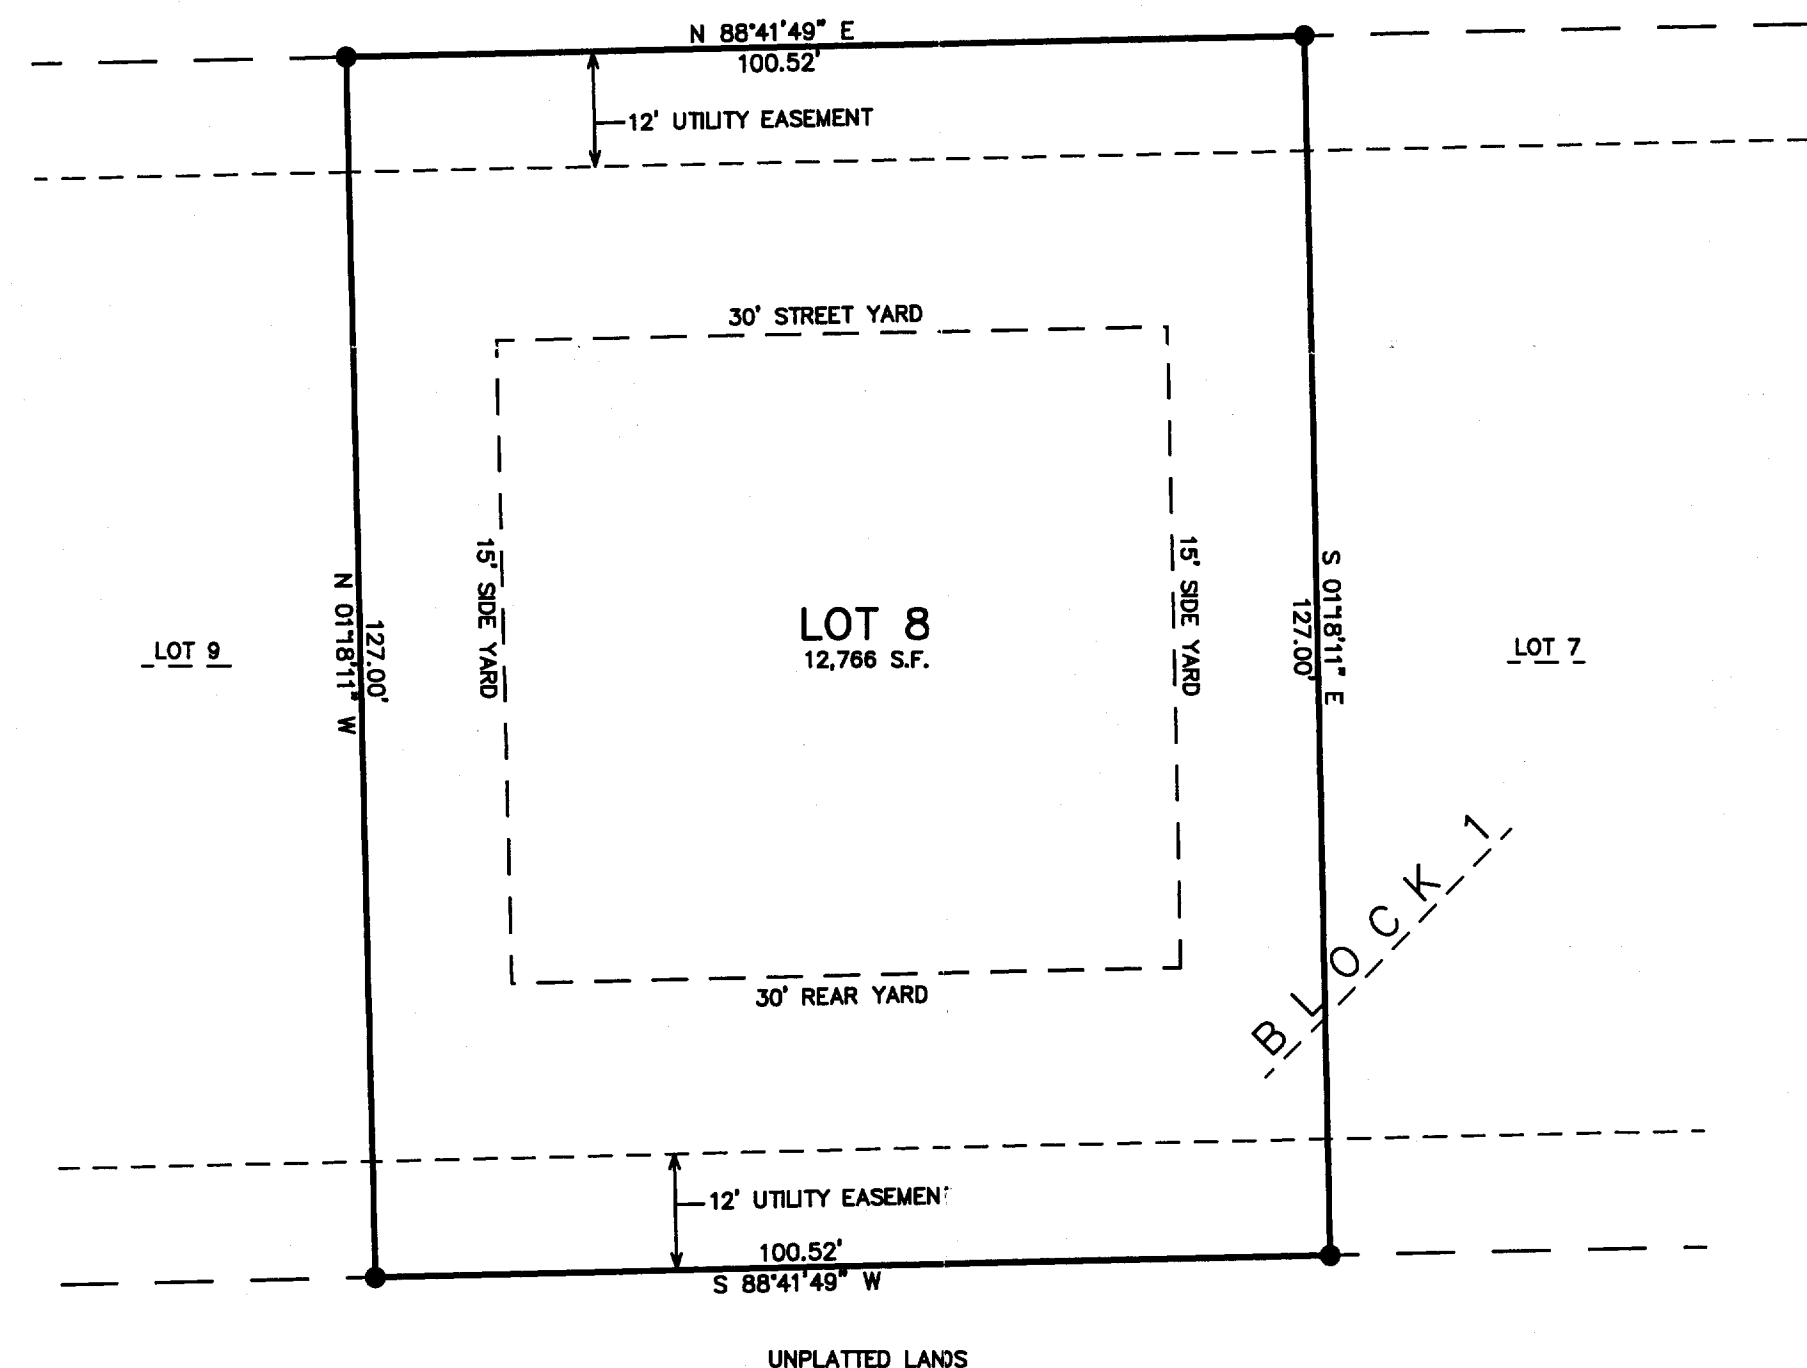 N 88°41'49" E
100.52'
12' UTILITY EASEMENT
30' STREET YARD
15' SIDE YARD
15' SIDE YARD
N 01°18'11" W
127.00'
S 01°18'11" E
127.00'
LOT 8
12,766 S.F.
LOT 9
LOT 7
BLOCK 1
30' REAR YARD
12' UTILITY EASEMENT
100.52'
S 88°41'49" W
UNPLATTED LANDS